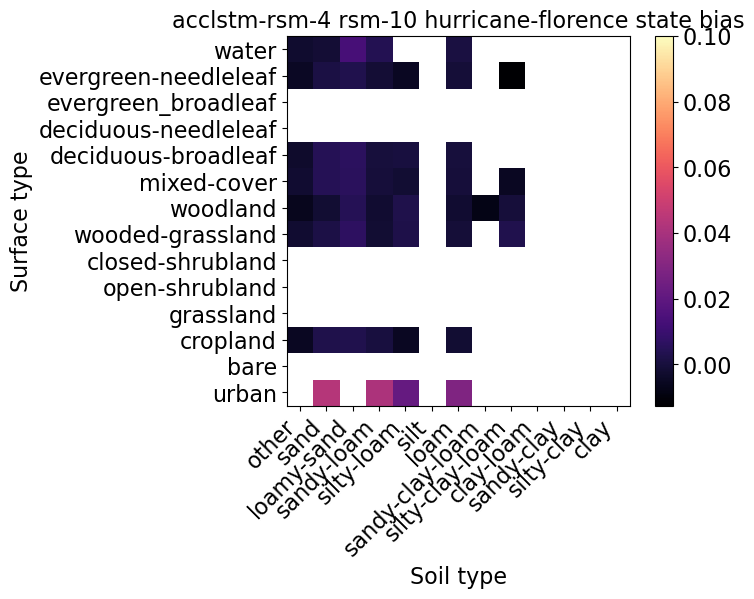 acclstm-rsm-4 rsm-10 hurricane-florence state bias
water
evergreen-needleleaf
evergreen_broadleaf
deciduous-needleleaf
deciduous-broadleaf
mixed-cover
woodland
wooded-grassland
closed-shrubland
open-shrubland
grassland
cropland
bare
urban
Surface type
other
sand
loamy-sand
sandy-loam
silty-loam
silt
loam
sandy-clay-loam
silty-clay-loam
clay-loam
sandy-clay
silty-clay
clay
Soil type
0.10
0.08
0.06
0.04
0.02
0.00